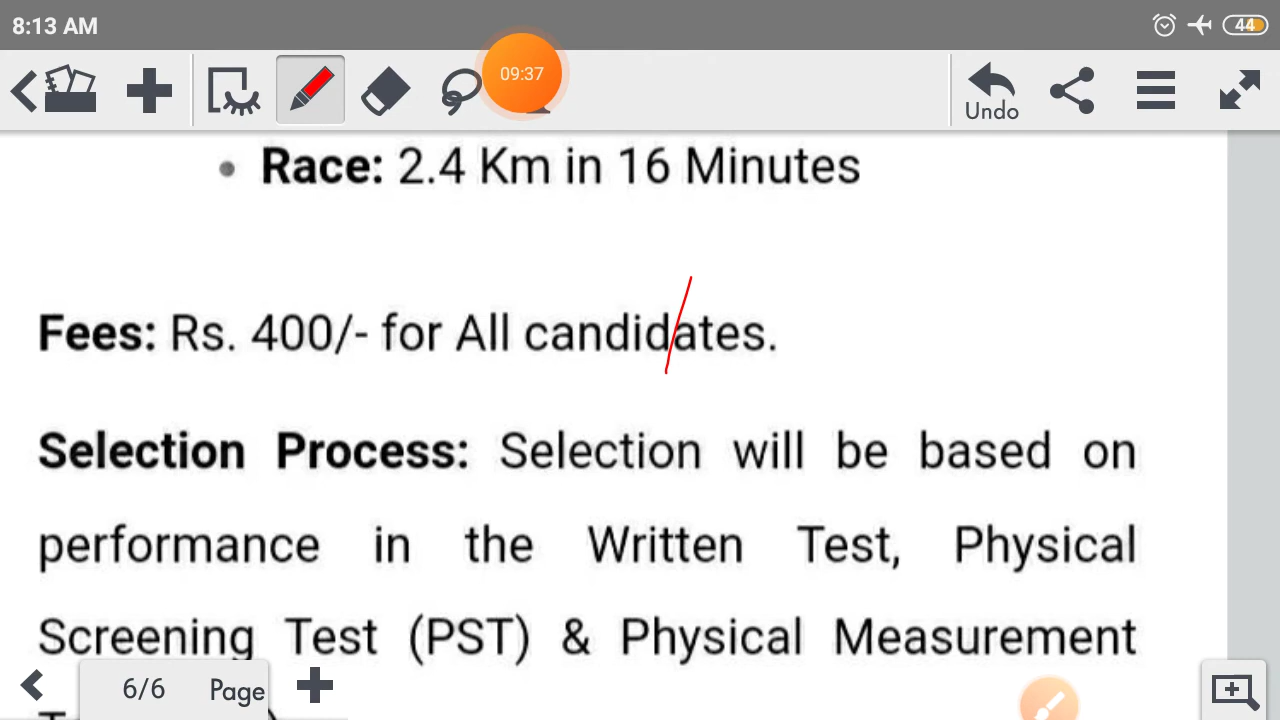 8:13 AM
44
09:37
Undo
Race: 2.4 Km in 16 Minutes
Fees: Rs. 400/- for All candidates.
Selection Process: Selection will be based on
performance in the Written Test, Physical
Screening Test (PST) & Physical Measurement
6/6 Page